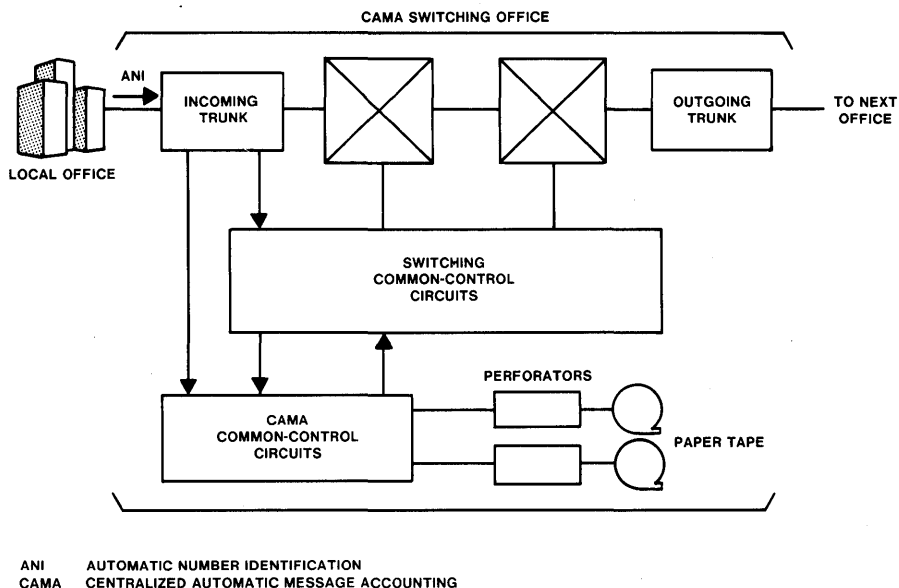 CAMA SWITCHING OFFICE
ANI
INCOMING
TRUNK
OUTGOING
TRUNK
TO NEXT
OFFICE
LOCAL OFFICE
SWITCHING
COMMON-CONTROL
CIRCUITS
PERFORATORS
CAMA
COMMON-CONTROL
CIRCUITS
PAPER TAPE
ANI AUTOMATIC NUMBER IDENTIFICATION
CAMA CENTRALIZED AUTOMATIC MESSAGE ACCOUNTING